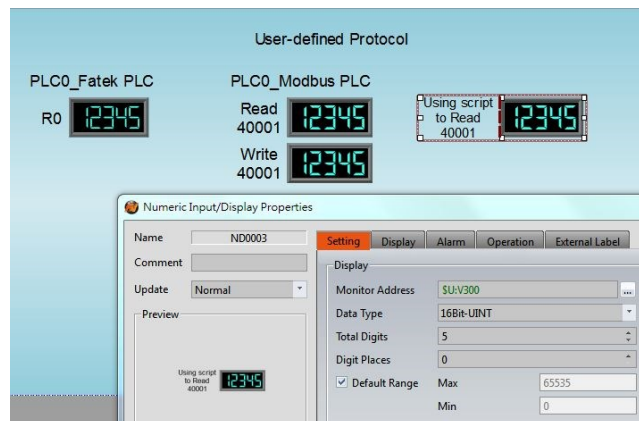 User-defined Protocol
PLC0_Fatek PLC
PLC0_Modbus PLC
R0
12345
Read
40001
12345
Using script
to Read
40001
12345
Write
40001
12345
Numeric Input/Display Properties
Name
ND0003
Comment
Update
Normal
Preview
Using script
to Read
40001
12345
Setting
Display
Alarm
Operation
External Label
Display
Monitor Address
$U:V300
...
Data Type
16Bit-UINT
Total Digits
5
Digit Places
0
Default Range
Max
65535
Min
0